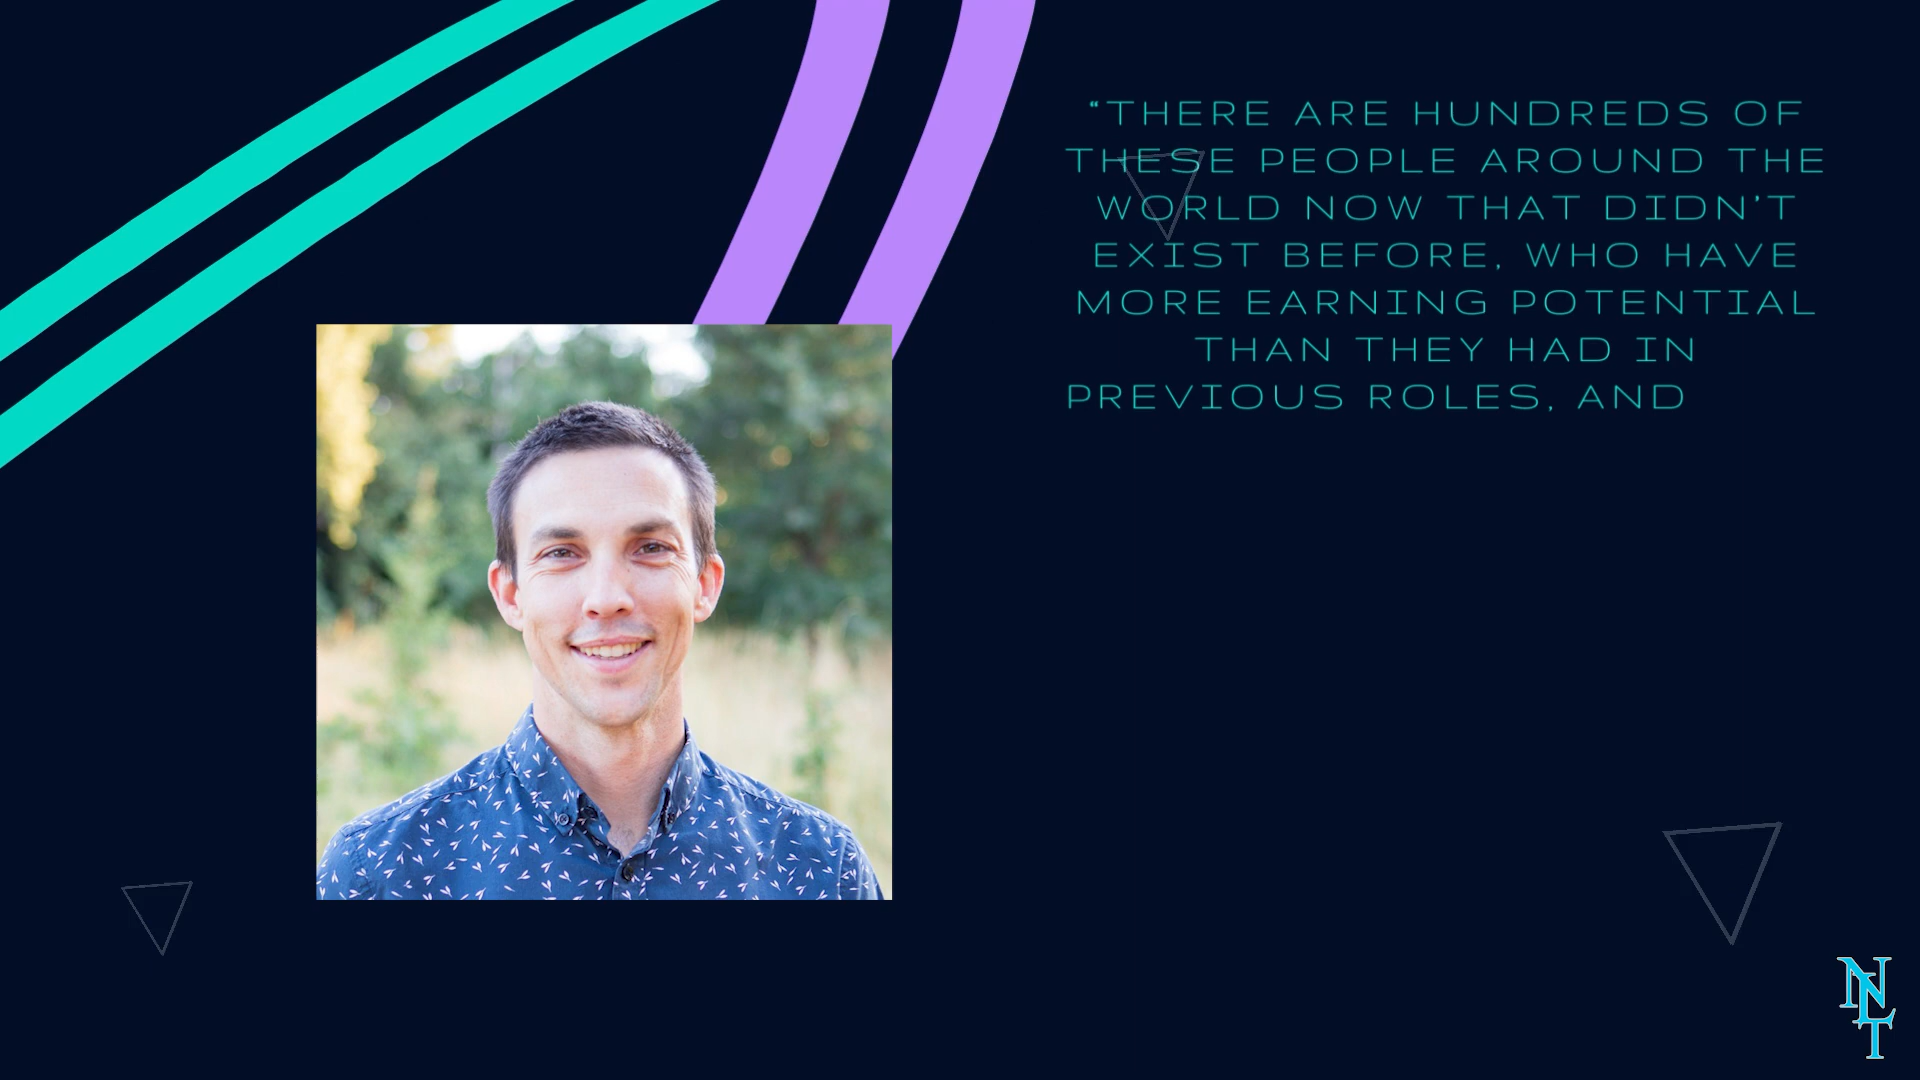 “THERE ARE HUNDREDS OF
THESE PEOPLE AROUND THE
WORLD NOW THAT DIDN’T
EXIST BEFORE, WHO HAVE
MORE EARNING POTENTIAL
THAN THEY HAD IN
PREVIOUS ROLES, AND
NLT